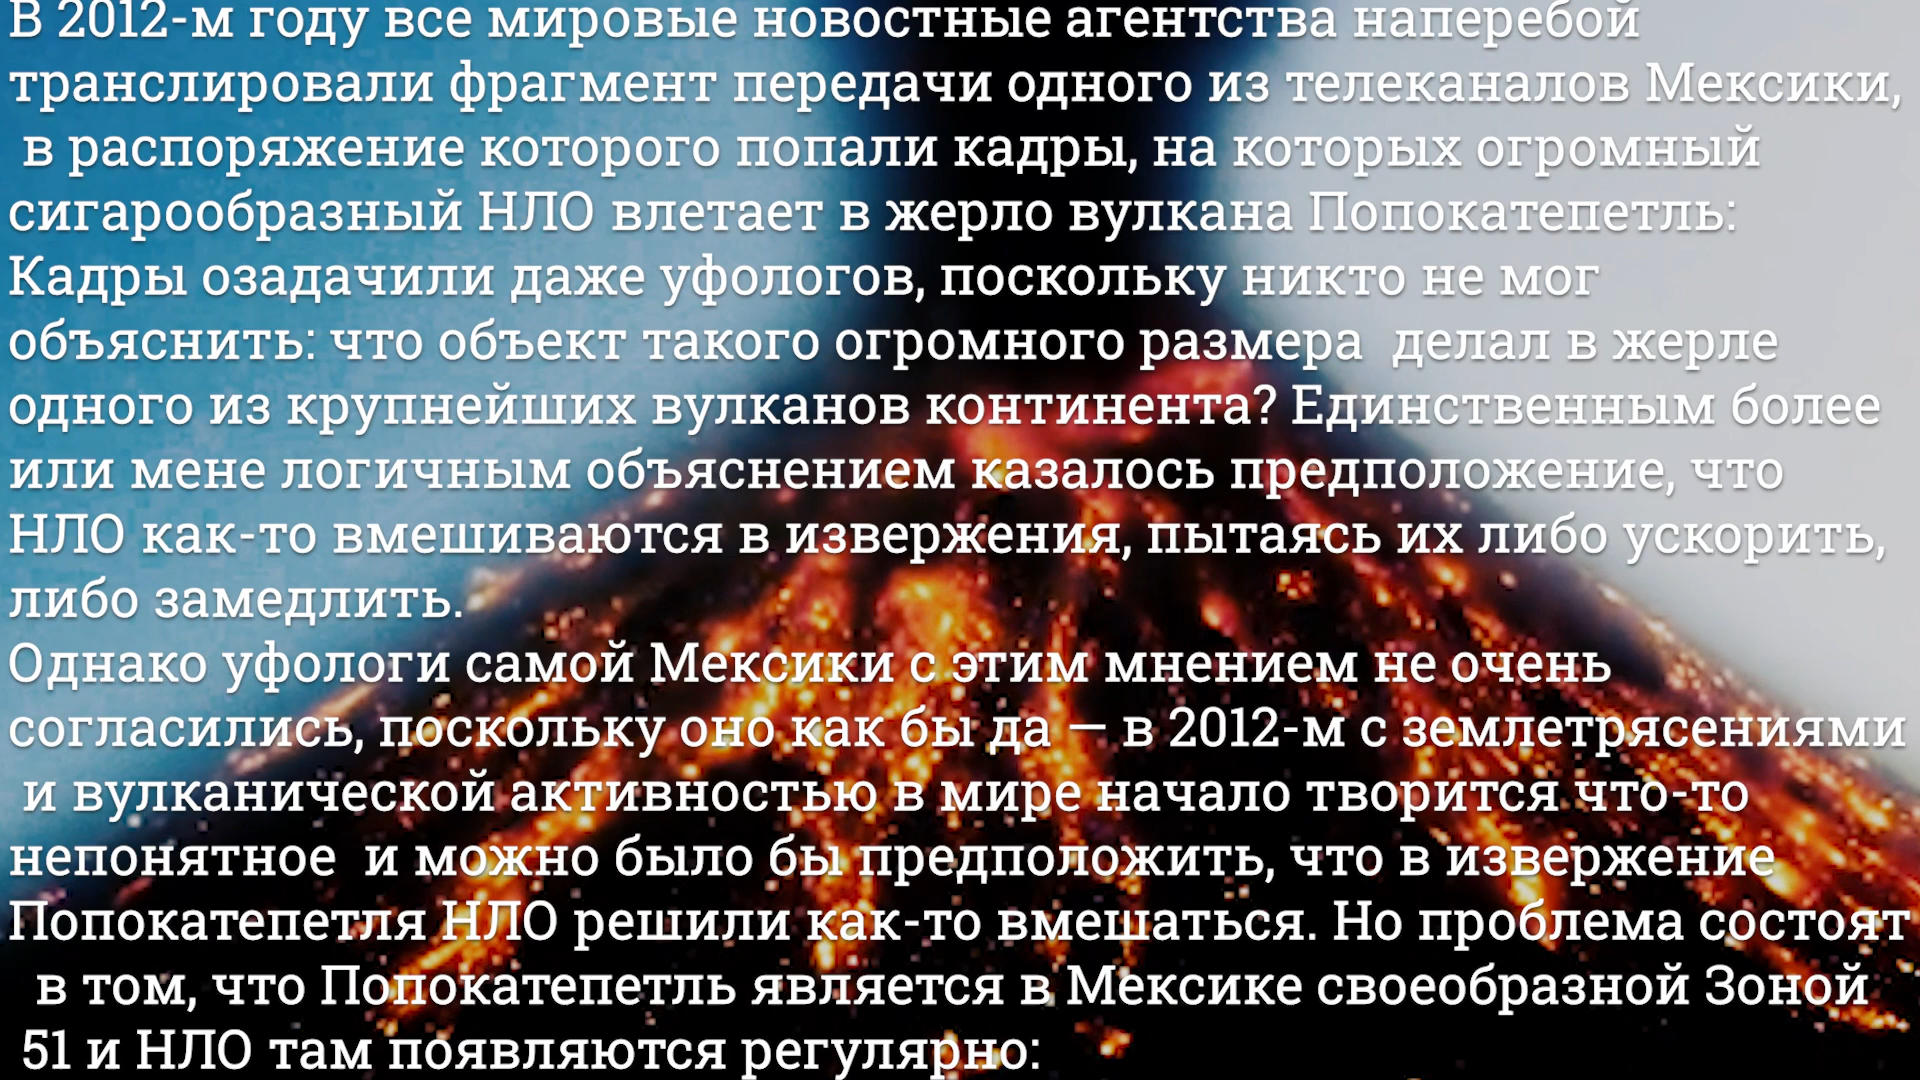 В 2012-м году все мировые новостные агентства наперебой
транслировали фрагмент передачи одного из телеканалов Мексики,
в распоряжение которого попали кадры, на которых огромный
сигарообразный НЛО влетает в жерло вулкана Попокатепетль:
Кадры озадачили даже уфологов, поскольку никто не мог
объяснить: что объект такого огромного размера  делал в жерле
одного из крупнейших вулканов континента? Единственным более
или мене логичным объяснением казалось предположение, что
НЛО как-то вмешиваются в извержения, пытаясь их либо ускорить,
либо замедлить.
Однако уфологи самой Мексики с этим мнением не очень
согласились, поскольку оно как бы да — в 2012-м с землетрясениями
и вулканической активностью в мире начало творится что-то
непонятное  и можно было бы предположить, что в извержение
Попокатепетля НЛО решили как-то вмешаться. Но проблема состоят
в том, что Попокатепетль является в Мексике своеобразной Зоной
51 и НЛО там появляются регулярно: